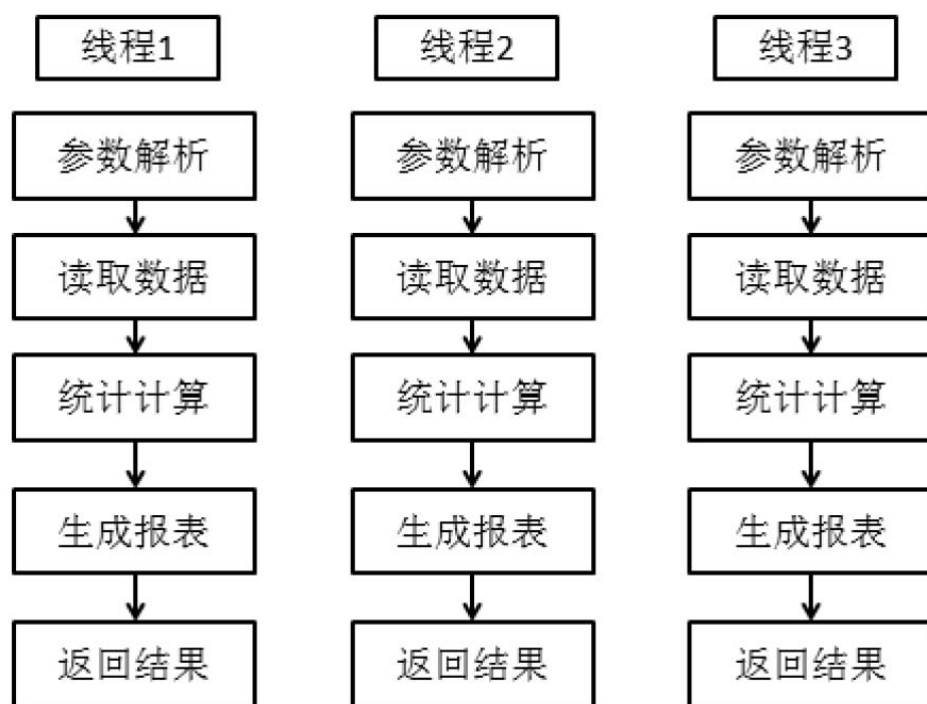 线程1
线程2
线程3
参数解析
参数解析
参数解析
读取数据
读取数据
读取数据
统计计算
统计计算
统计计算
生成报表
生成报表
生成报表
返回结果
返回结果
返回结果